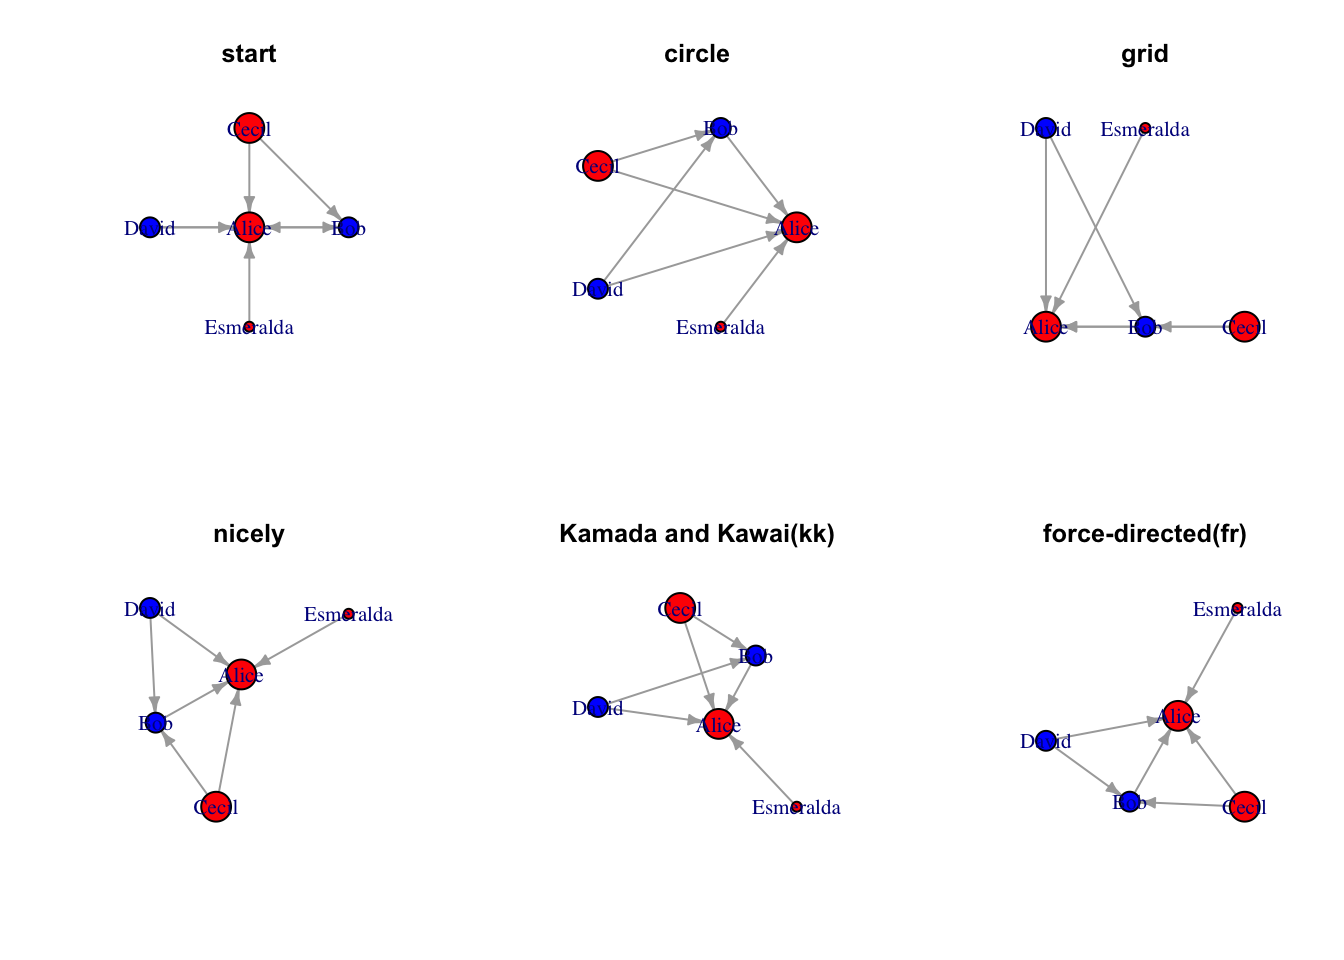 start
Cecil
David
Alice
Bob
Esmeralda
circle
Bob
Cecil
Alice
David
Esmeralda
grid
David
Esmeralda
Alice
Bob
Cecil
nicely
David
Esmeralda
Alice
Bob
Cecil
Kamada and Kawai(kk)
Cecil
Bob
David
Alice
Esmeralda
force-directed(fr)
Esmeralda
Alice
David
Bob
Cecil